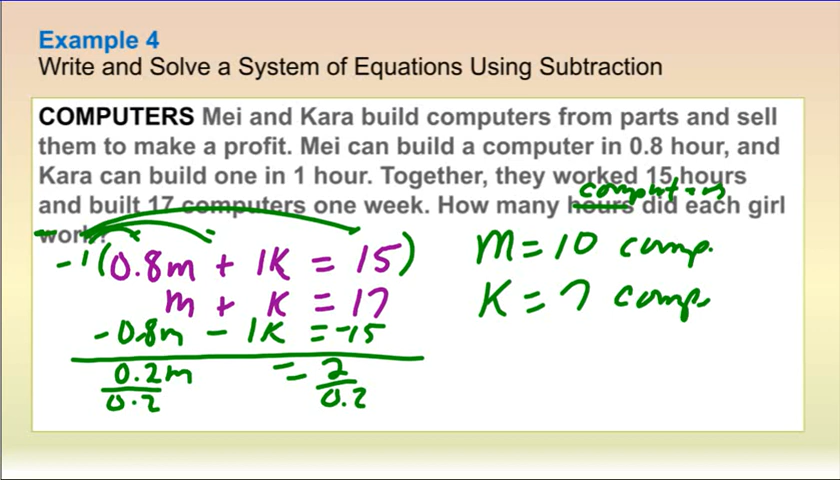 Example 4
Write and Solve a System of Equations Using Subtraction
COMPUTERS Mei and Kara build computers from parts and sell
them to make a profit. Mei can build a computer in 0.8 hour, and
Kara can build one in 1 hour. Together, they worked 15 hours
computers
and built 17 computers one week. How many hours did each girl
work?
-1(0.8m + 1K = 15)
m + K = 17
-0.8m - 1K = -15
0.2m = 2
0.2 0.2
m = 10 comp.
K = 7 comp.